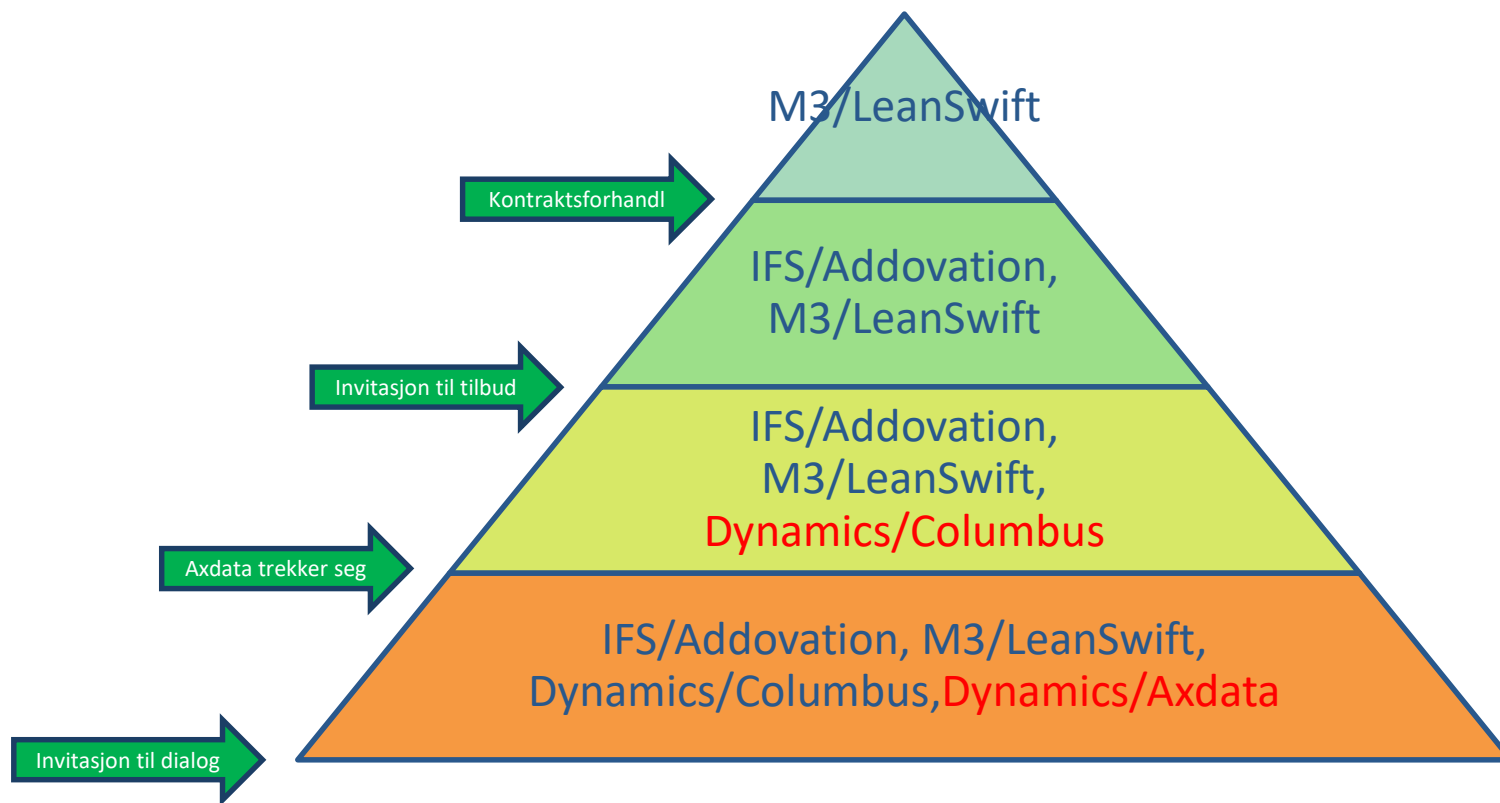 M3/LeanSwift
Kontraktsforhandl
IFS/Addovation,
M3/LeanSwift
Invitasjon til tilbud
IFS/Addovation,
M3/LeanSwift,
Dynamics/Columbus
Axdata trekker seg
IFS/Addovation, M3/LeanSwift,
Dynamics/Columbus,Dynamics/Axdata
Invitasjon til dialog